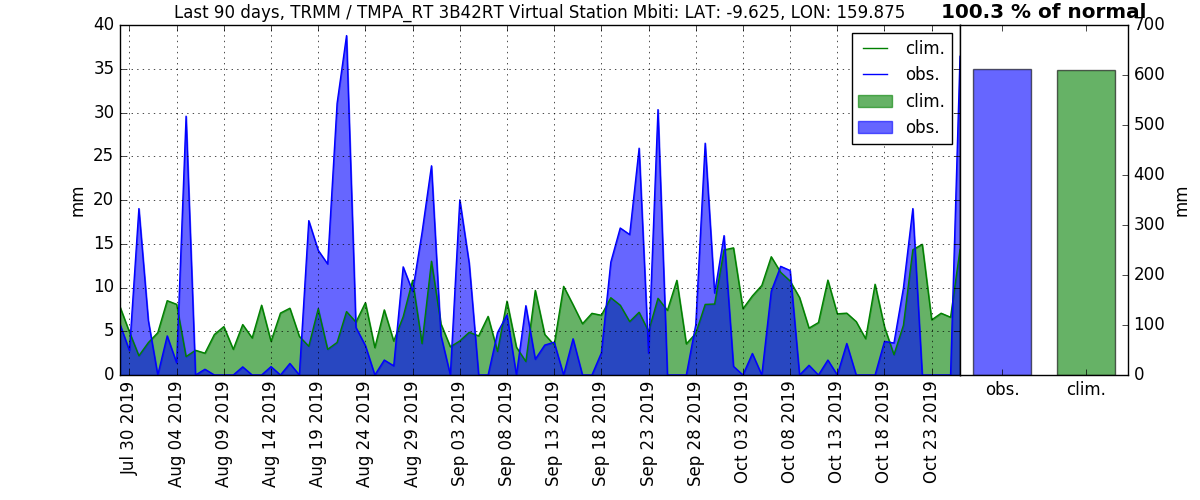 Last 90 days, TRMM / TMPA_RT 3B42RT Virtual Station Mbiti: LAT: -9.625, LON: 159.875
100.3 % of normal
40
35
30
25
20
15
10
5
0
mm
clim.
obs.
clim.
obs.
700
600
500
400
300
200
100
0
mm
obs.
clim.
Jul 30 2019
Aug 04 2019
Aug 09 2019
Aug 14 2019
Aug 19 2019
Aug 24 2019
Aug 29 2019
Sep 03 2019
Sep 08 2019
Sep 13 2019
Sep 18 2019
Sep 23 2019
Sep 28 2019
Oct 03 2019
Oct 08 2019
Oct 13 2019
Oct 18 2019
Oct 23 2019